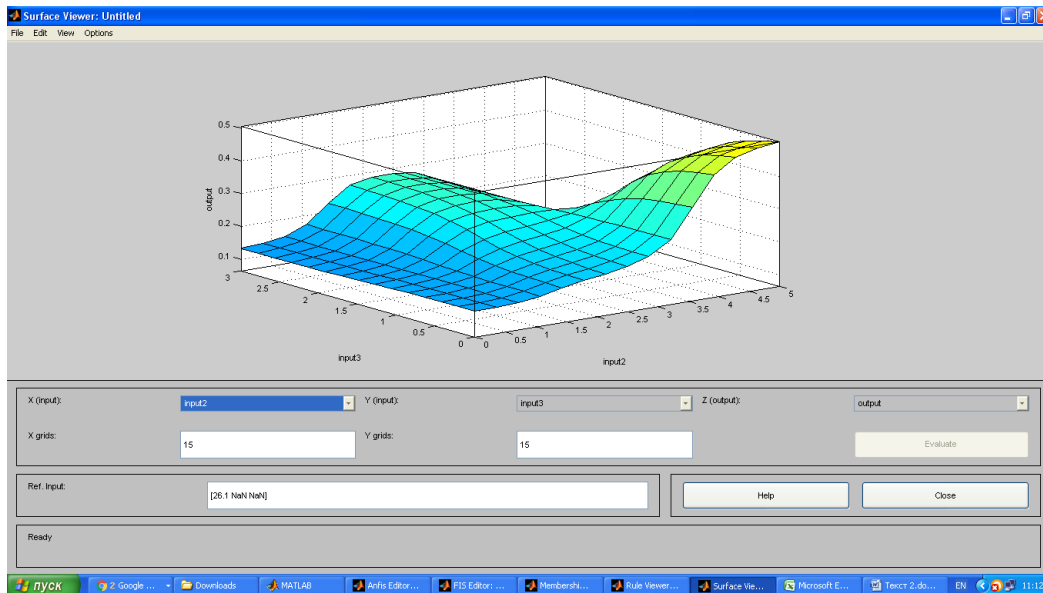 Surface Viewer: Untitled
File Edit View Options
0.5
0.4
0.3
0.2
0.1
output
3
2.5
2
1.5
1
0.5
0
input3
0
0.5
1
1.5
2
2.5
3
3.5
4
4.5
5
input2
X (input): input2 Y (input): input3 Z (output): output
X grids: 15 Y grids: 15 Evaluate
Ref. Input: [26.1 NaN NaN] Help Close
Ready
пуск 2 Google ... Downloads MATLAB Anfis Editor... FIS Editor: ... Membershi... Rule Viewer... Surface Vie... Microsoft E... Текст 2.do... EN 11:12